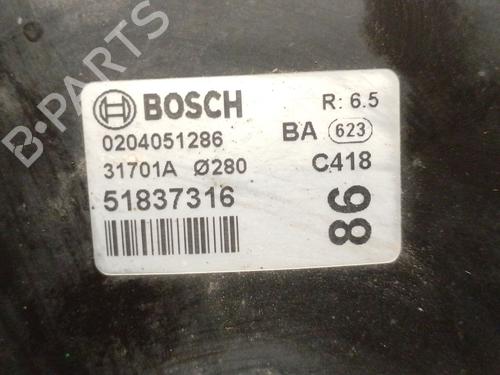 B-PARTS
BOSCH R: 6.5
0204051286 BA 623
31701A Ø280 C418
51837316
86